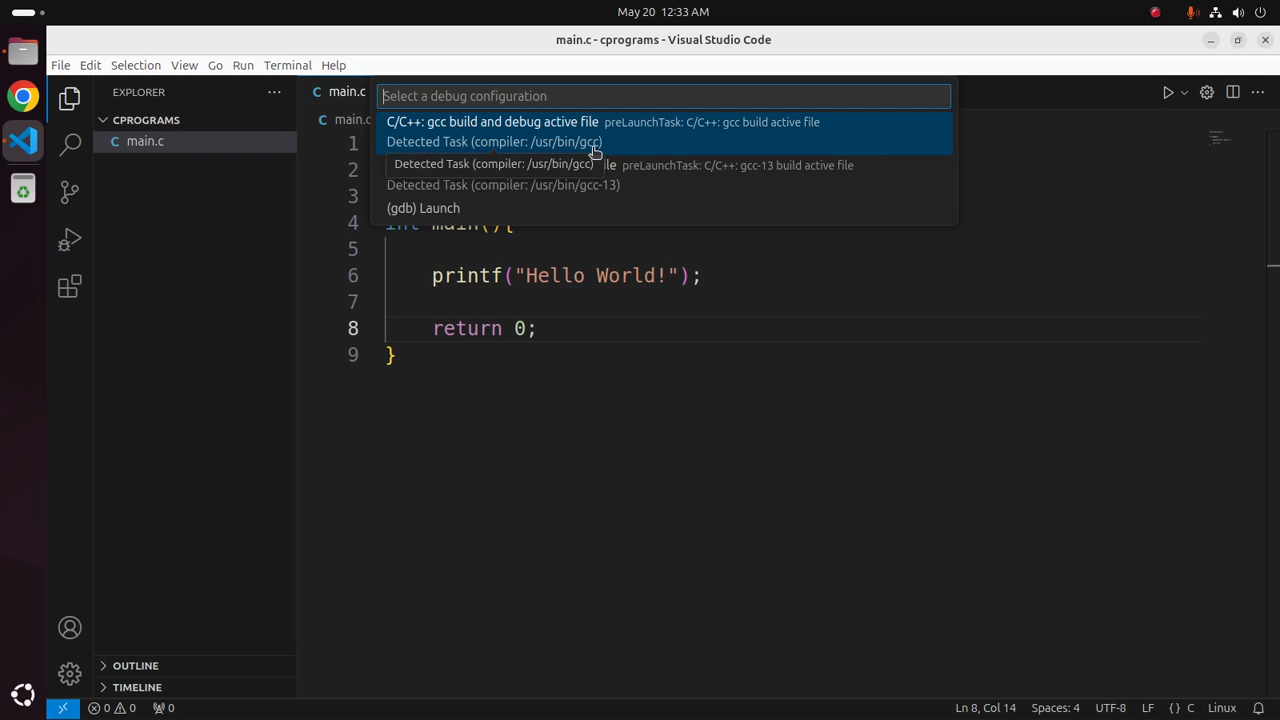 May 20 12:33 AM
main.c - cprograms - Visual Studio Code
File Edit Selection View Go Run Terminal Help
EXPLORER
main.c
Select a debug configuration
CPROGRAMS
main.c
main.c
C/C++: gcc build and debug active file preLaunchTask: C/C++: gcc build active file
Detected Task (compiler: /usr/bin/gcc)
Detected Task (compiler: /usr/bin/gcc)
preLaunchTask: C/C++: gcc-13 build active file
Detected Task (compiler: /usr/bin/gcc-13)
(gdb) Launch
1
2
3
4 int main(){
5
6 printf("Hello World!");
7
8 return 0;
9 }
OUTLINE
TIMELINE
0 0 0 Ln 8, Col 14 Spaces: 4 UTF-8 LF {} C Linux